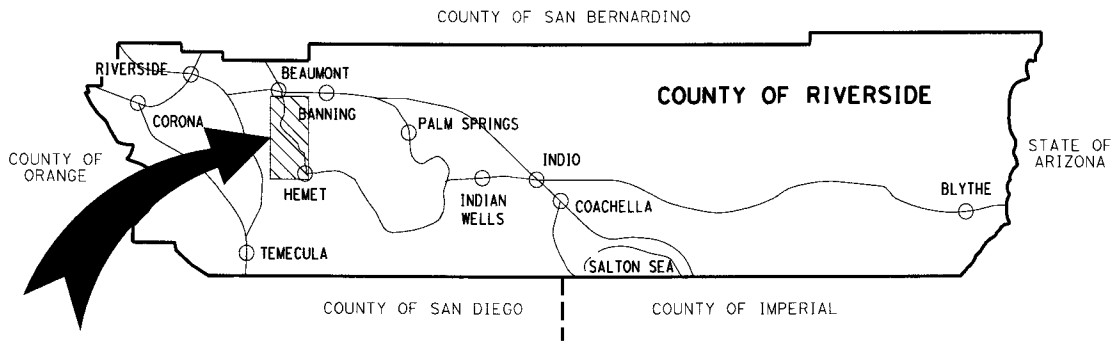 COUNTY OF SAN BERNARDINO
RIVERSIDE
BEAUMONT
BANNING
COUNTY OF RIVERSIDE
CORONA
PALM SPRINGS
COUNTY OF
ORANGE
STATE OF
ARIZONA
INDIO
HEMET
INDIAN
WELLS
BLYTHE
COACHELLA
TEMECULA
SALTON SEA
COUNTY OF SAN DIEGO
COUNTY OF IMPERIAL